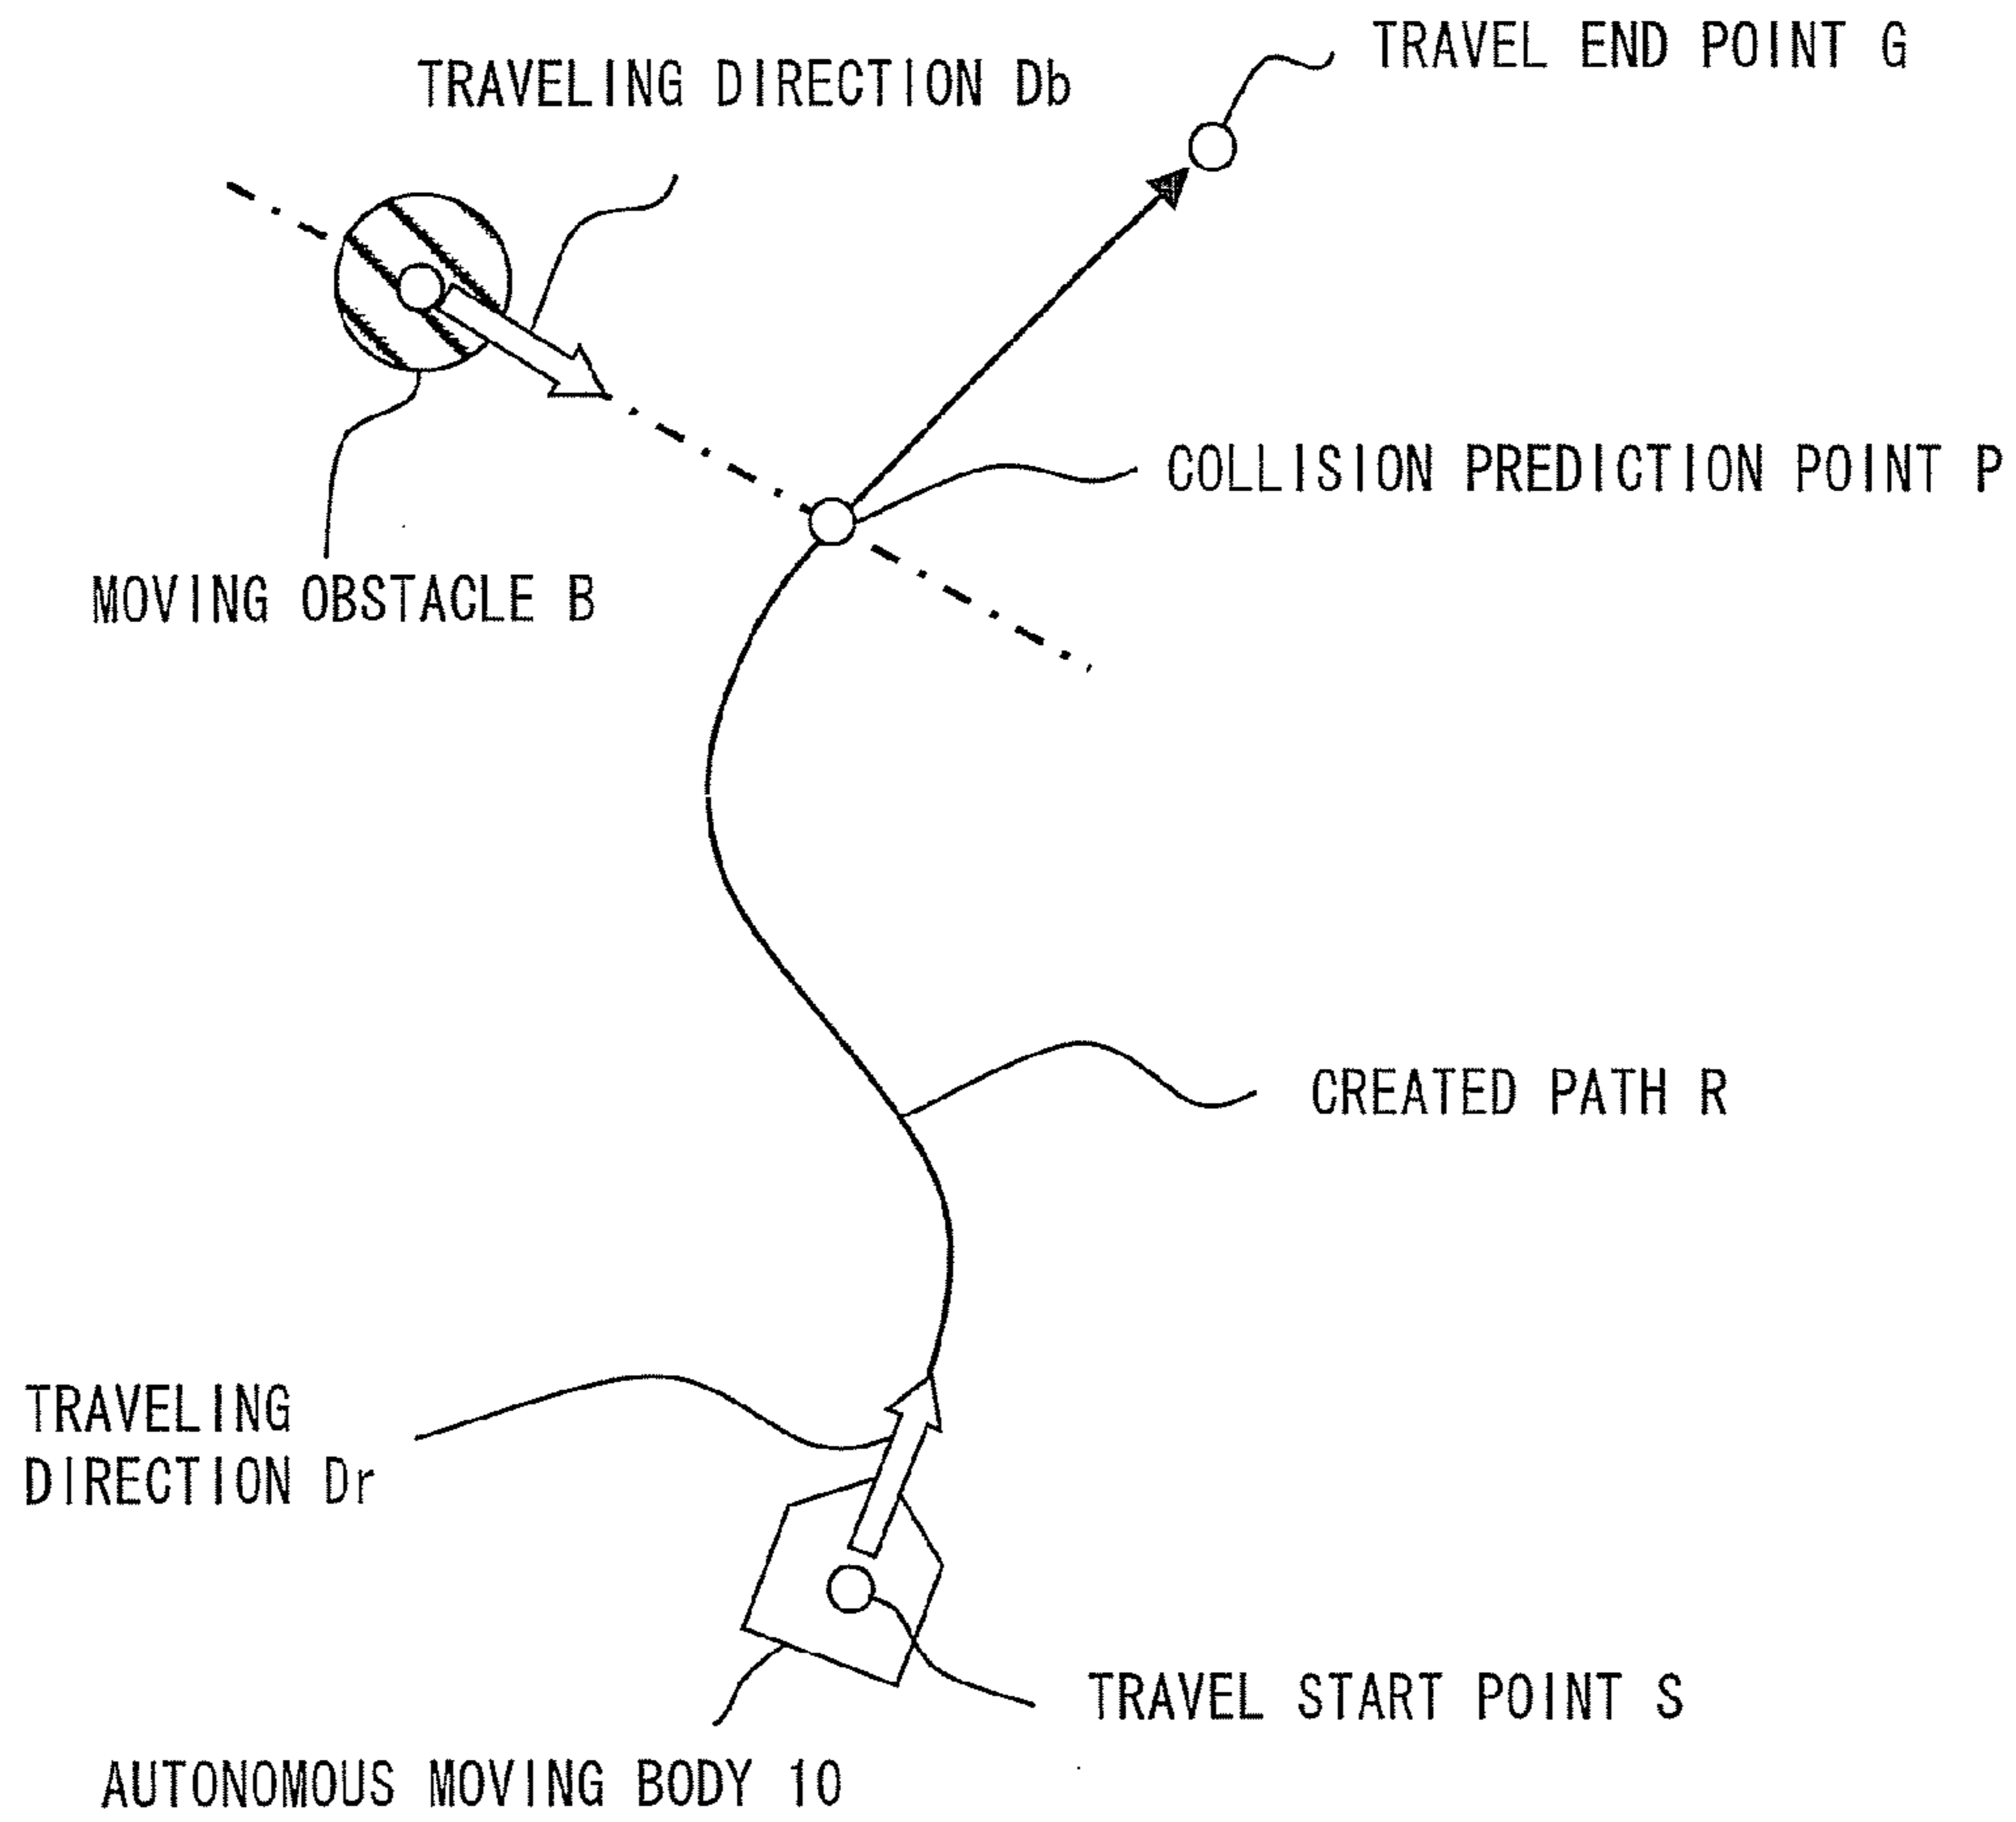 TRAVEL END POINT G
TRAVELING DIRECTION Db
COLLISION PREDICTION POINT P
MOVING OBSTACLE B
CREATED PATH R
TRAVELING
DIRECTION Dr
TRAVEL START POINT S
AUTONOMOUS MOVING BODY 10